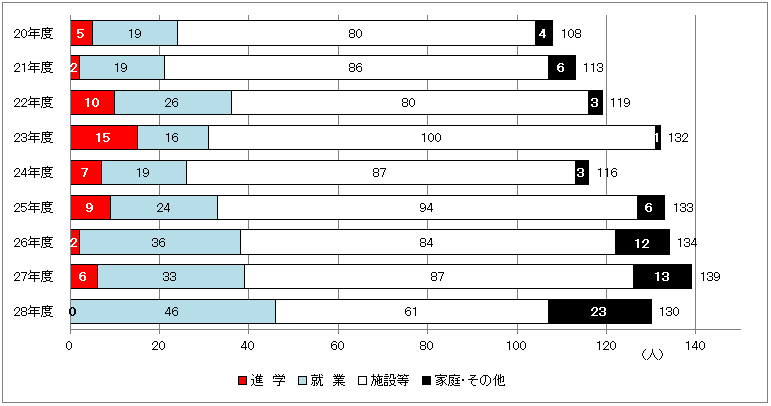 20年度 5 19 80 4 108
21年度 2 19 86 6 113
22年度 10 26 80 3 119
23年度 15 16 100 1 132
24年度 7 19 87 3 116
25年度 9 24 94 6 133
26年度 2 36 84 12 134
27年度 6 33 87 13 139
28年度 0 46 61 23 130
0 20 40 60 80 100 120 140
(人)
進 学 就 業 施設等 家庭・その他